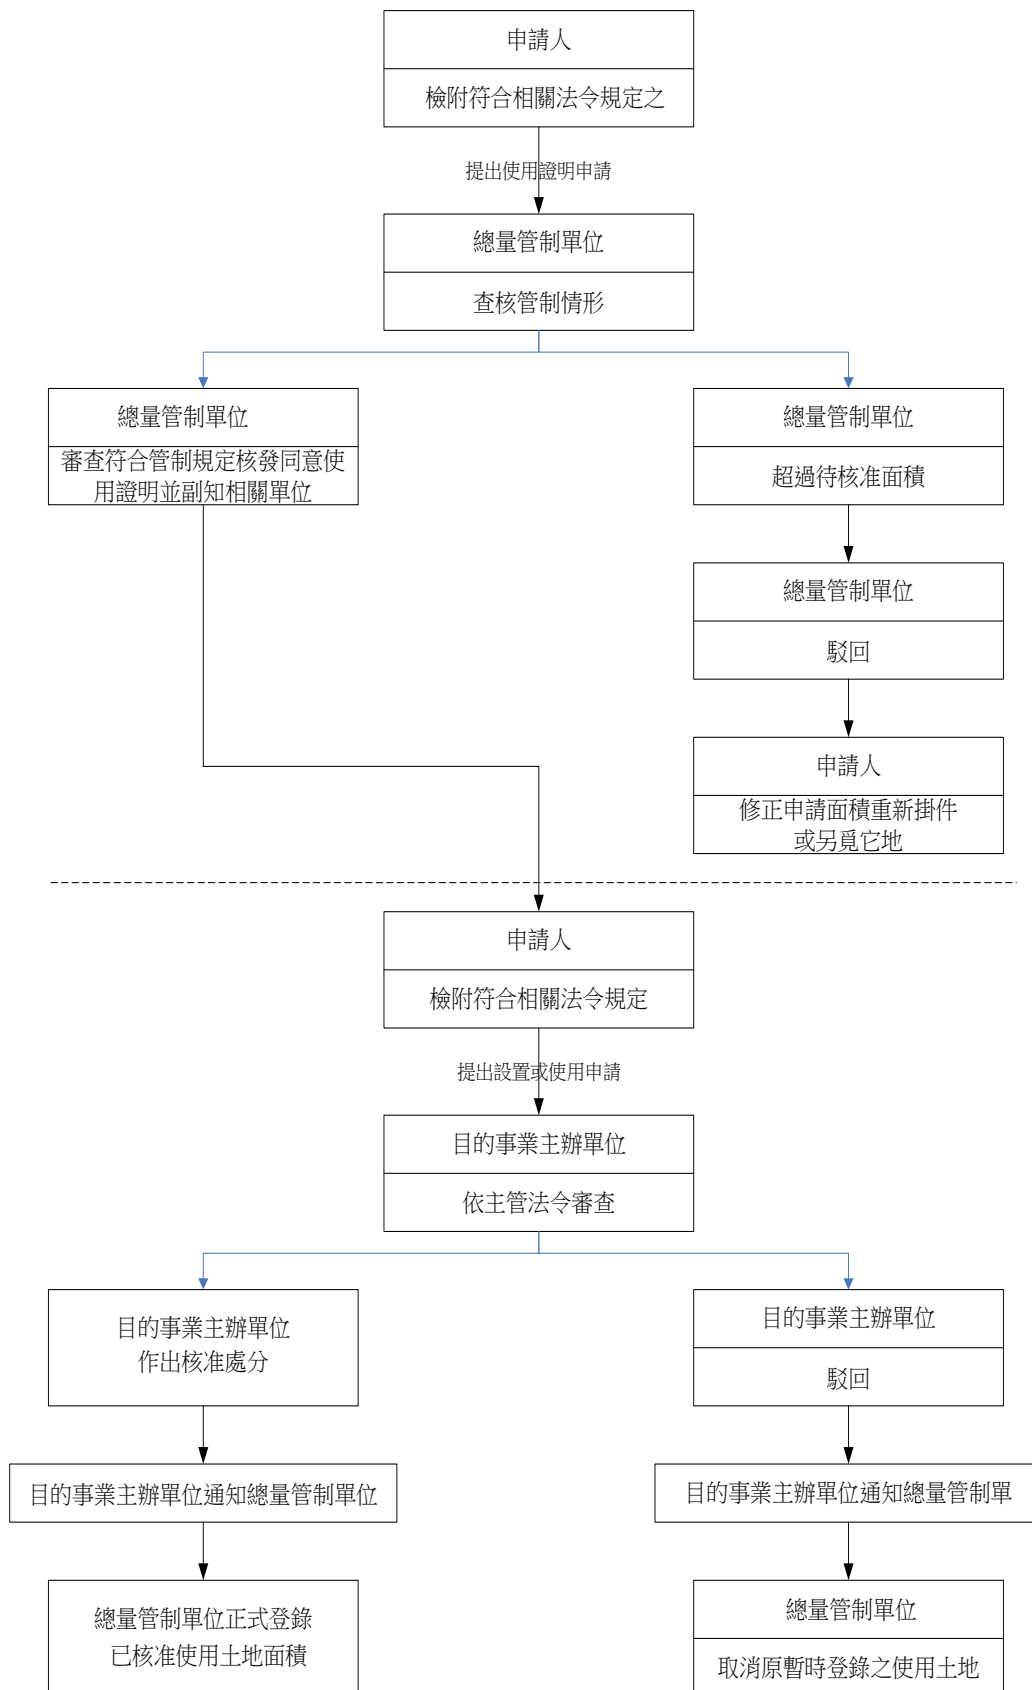 申請人
檢附符合相關法令規定之
提出使用證明申請
總量管制單位
查核管制情形
總量管制單位
審查符合管制規定核發同意使
用證明並副知相關單位
總量管制單位
超過待核准面積
總量管制單位
駁回
申請人
修正申請面積重新掛件
或另覓它地
申請人
檢附符合相關法令規定
提出設置或使用申請
目的事業主辦單位
依主管法令審查
目的事業主辦單位
作出核准處分
目的事業主辦單位
駁回
目的事業主辦單位通知總量管制單位
目的事業主辦單位通知總量管制單
總量管制單位正式登錄
已核准使用土地面積
總量管制單位
取消原暫時登錄之使用土地